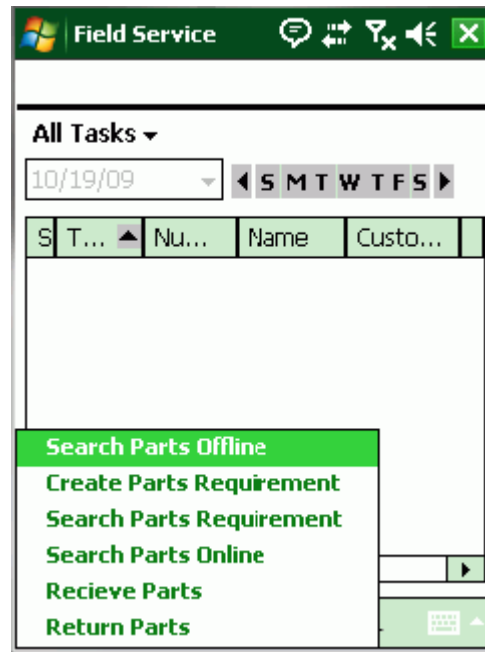 Field Service
All Tasks
10/19/09 S M T W T F S
S T... Nu... Name Custo...
Search Parts Offline
Create Parts Requirement
Search Parts Requirement
Search Parts Online
Recieve Parts
Return Parts